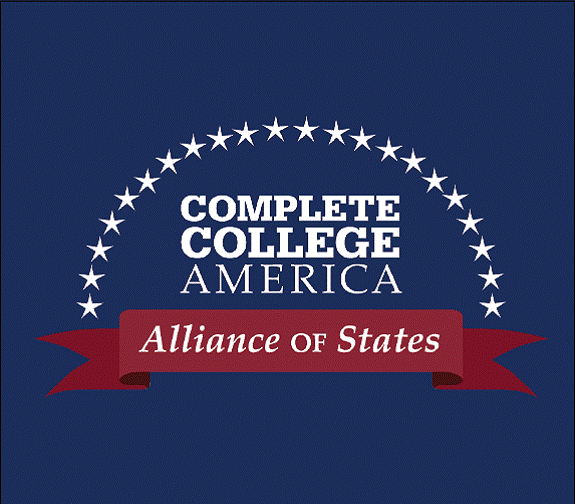 COMPLETE
COLLEGE
AMERICA
Alliance OF States